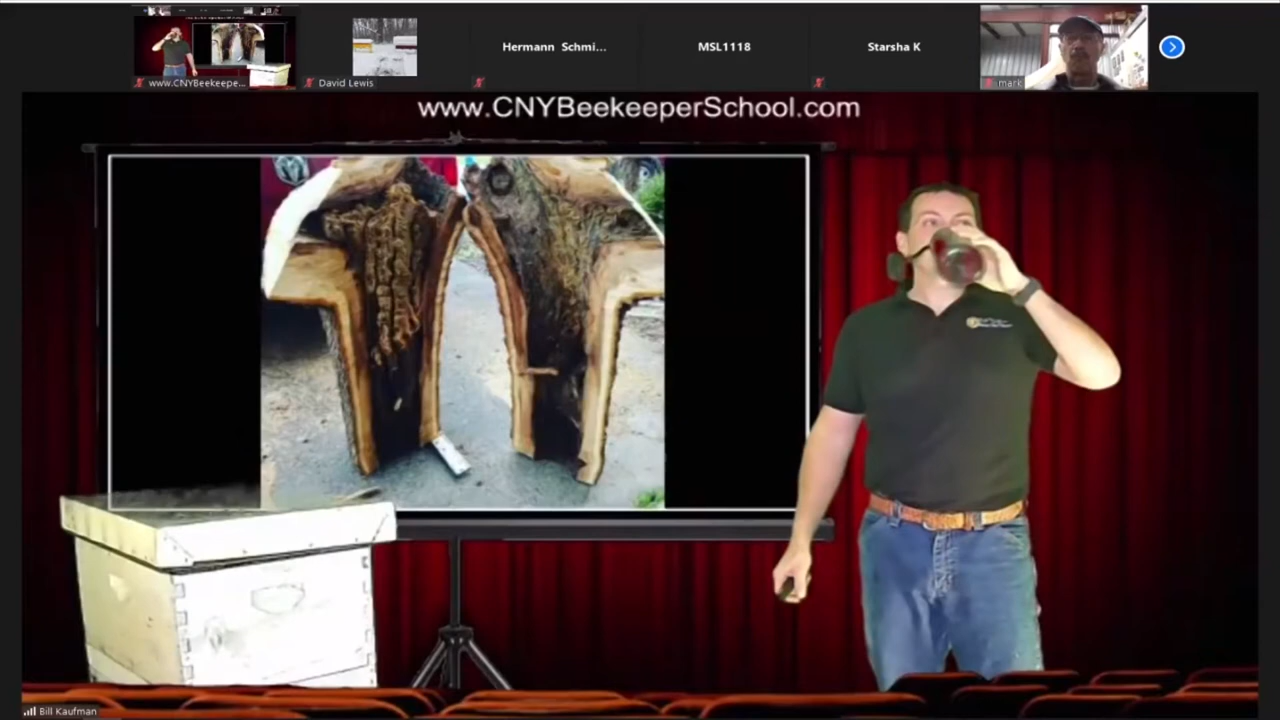 www.CNYBeekeepe...
David Lewis
Hermann Schmi...
MSL1118
Starsha K
mark
www.CNYBeekeeperSchool.com
Bill Kaufman